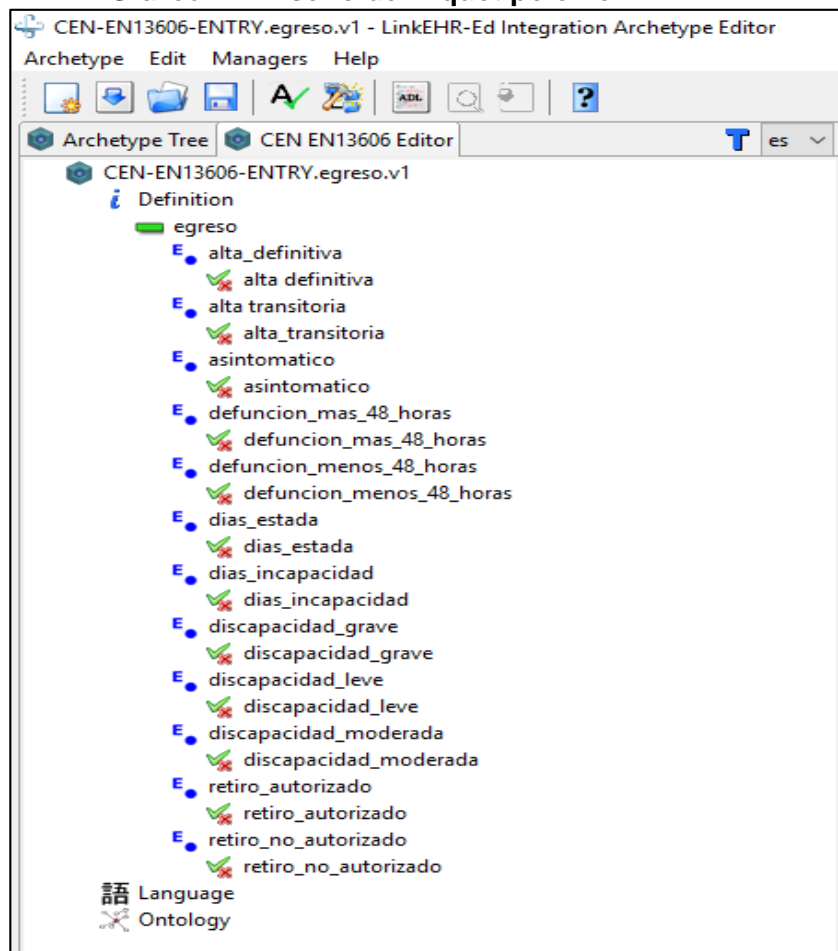 CEN-EN13606-ENTRY.egreso.v1 - LinkEHR-Ed Integration Archetype Editor
Archetype Edit Managers Help
ADL ?
Archetype Tree CEN EN13606 Editor T es
CEN-EN13606-ENTRY.egreso.v1
i Definition
egreso
E alta_definitiva
alta definitiva
E alta transitoria
alta_transitoria
E asintomatico
asintomatico
E defuncion_mas_48_horas
defuncion_mas_48_horas
E defuncion_menos_48_horas
defuncion_menos_48_horas
E dias_estada
dias_estada
E dias_incapacidad
dias_incapacidad
E discapacidad_grave
discapacidad_grave
E discapacidad_leve
discapacidad_leve
E discapacidad_moderada
discapacidad_moderada
E retiro_autorizado
retiro_autorizado
E retiro_no_autorizado
retiro_no_autorizado
語 Language
Ontology